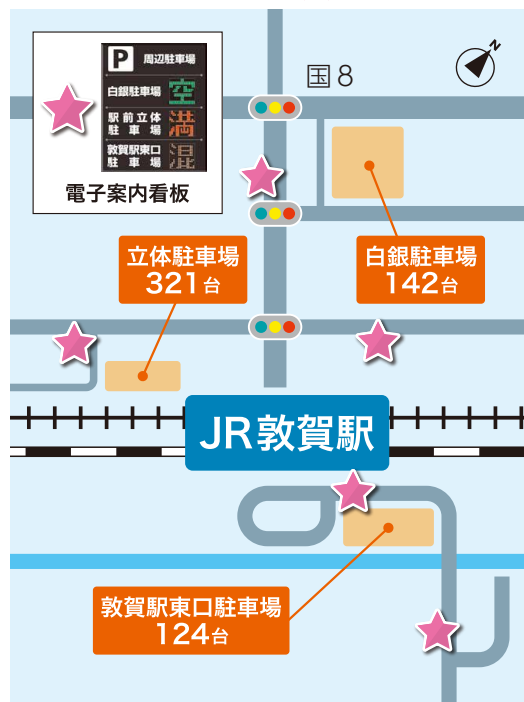 P 周辺駐車場
白銀駐車場 空
駅前立体
駐車場 満
敦賀駅東口
駐車場 混
電子案内看板
国8
N
立体駐車場
321台
白銀駐車場
142台
JR敦賀駅
敦賀駅東口駐車場
124台